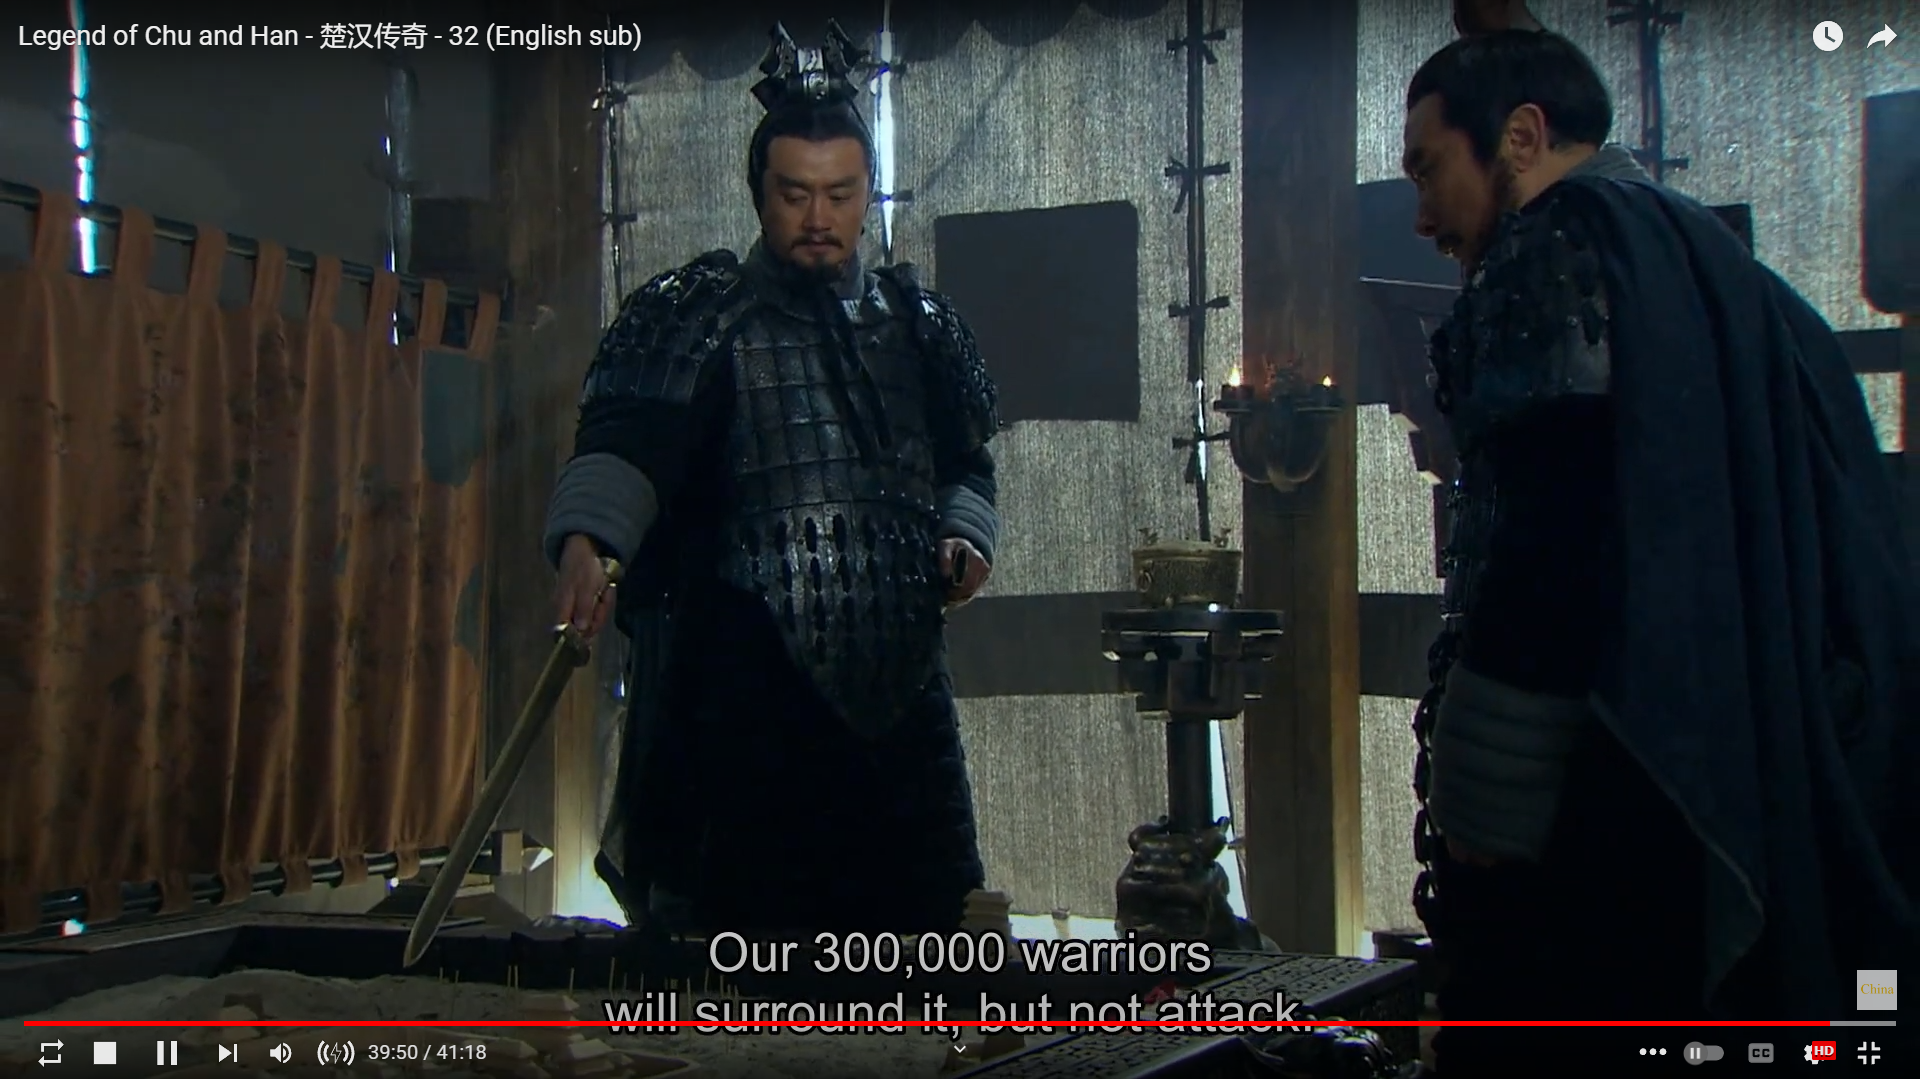 Legend of Chu and Han - 楚汉传奇 - 32 (English sub)
Our 300,000 warriors
will surround it, but not attack.
China
39:50 / 41:18
CC
HD